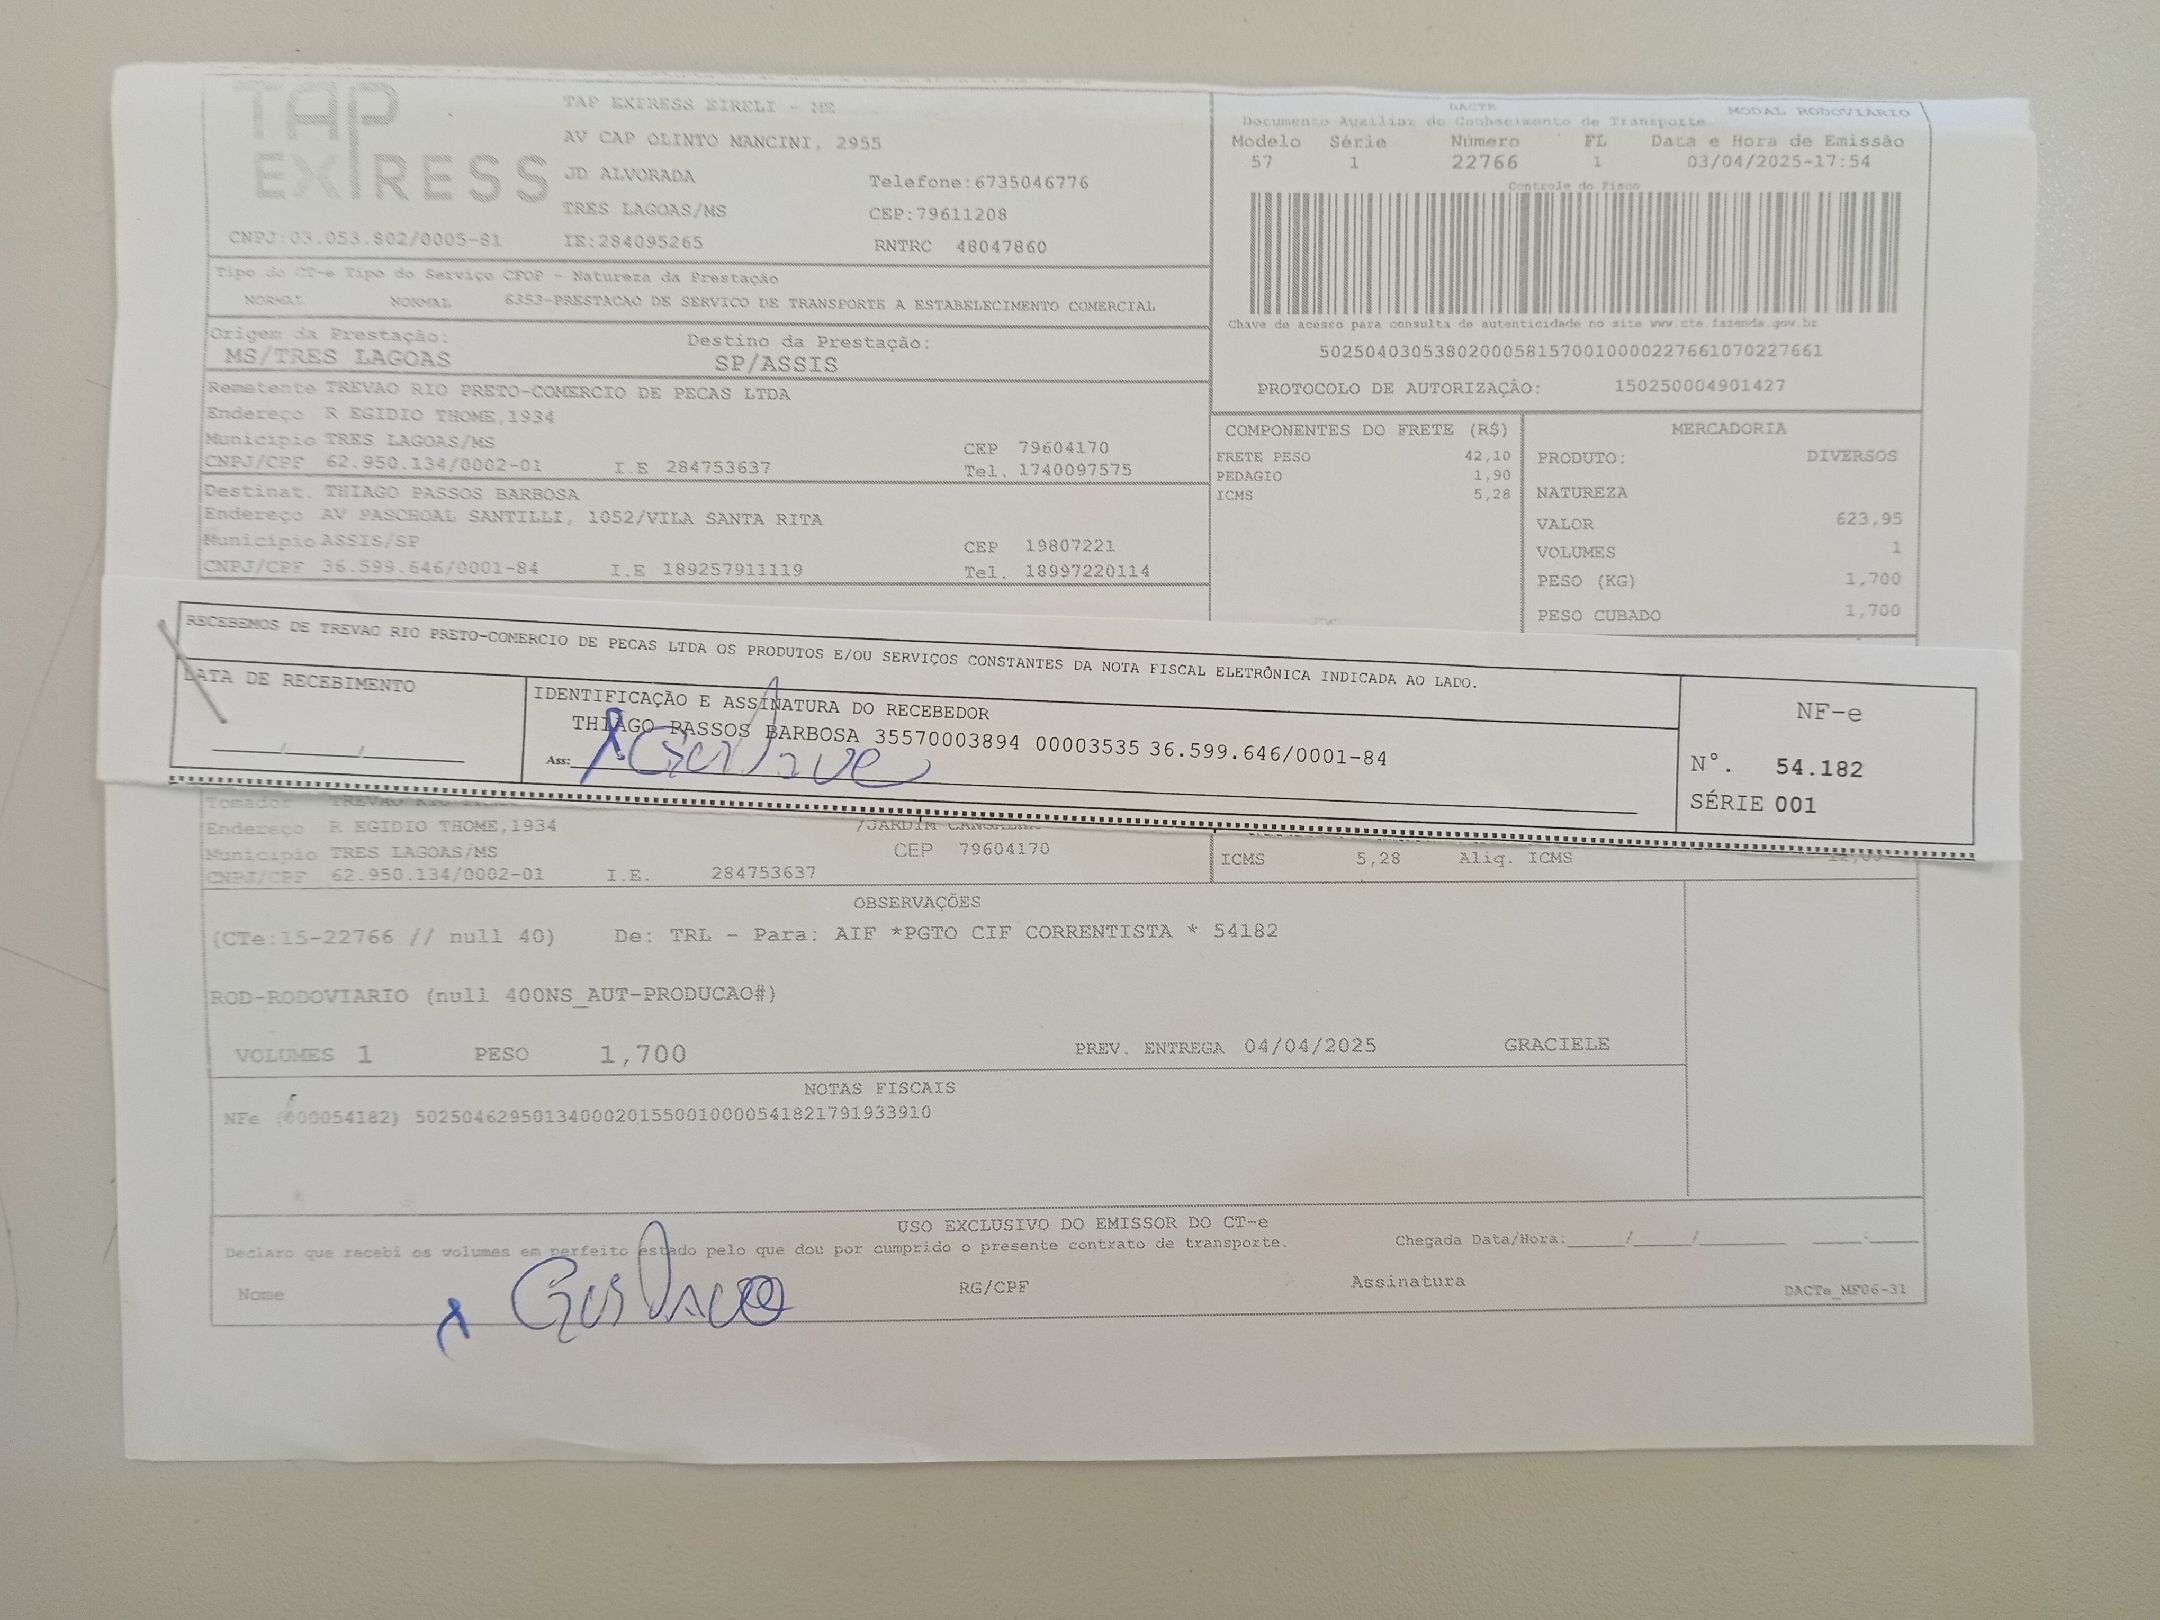 TAP EXPRESS
TAP EXPRESS EIRELI - ME
AV CAP OLINTO MANCINI, 2955
JD ALVORADA Telefone:6735046776
TRES LAGOAS/MS CEP:79611208
CNPJ:03.053.802/0005-81 IE:284095265 RNTRC 48047860
DACTE MODAL RODOVIÁRIO
Documento Auxiliar do Conhecimento de Transporte
Modelo Série Número FL Data e Hora de Emissão
57 1 22766 1 03/04/2025-17:54
Controle do Fisco
Chave de acesso para consulta de autenticidade no site www.cte.fazenda.gov.br
50250403053802000581570010000227661070227661
PROTOCOLO DE AUTORIZAÇÃO: 150250004901427
Tipo do CT-e Tipo do Serviço CFOP - Natureza da Prestação
NORMAL NORMAL 6353-PRESTACAO DE SERVICO DE TRANSPORTE A ESTABELECIMENTO COMERCIAL
Origem da Prestação: Destino da Prestação:
MS/TRES LAGOAS SP/ASSIS
Remetente TREVAO RIO PRETO-COMERCIO DE PECAS LTDA
Endereço R EGIDIO THOME,1934
Município TRES LAGOAS/MS CEP 79604170
CNPJ/CPF 62.950.134/0002-01 I.E 284753637 Tel. 1740097575
Destinat. THIAGO PASSOS BARBOSA
Endereço AV PASCHOAL SANTILLI, 1052/VILA SANTA RITA
Município ASSIS/SP CEP 19807221
CNPJ/CPF 36.599.646/0001-84 I.E 189257911119 Tel. 18997220114
COMPONENTES DO FRETE (R$)
FRETE PESO 42,10
PEDAGIO 1,90
ICMS 5,28
MERCADORIA
PRODUTO: DIVERSOS
NATUREZA
VALOR 623,95
VOLUMES 1
PESO (KG) 1,700
PESO CUBADO 1,700
RECEBEMOS DE TREVAO RIO PRETO-COMERCIO DE PECAS LTDA OS PRODUTOS E/OU SERVIÇOS CONSTANTES DA NOTA FISCAL ELETRÔNICA INDICADA AO LADO.
DATA DE RECEBIMENTO
___/___/___
IDENTIFICAÇÃO E ASSINATURA DO RECEBEDOR
THIAGO PASSOS BARBOSA 35570003894 00003535 36.599.646/0001-84
Ass: x Gustavo
NF-e
N°. 54.182
SÉRIE 001
Tomador TREVAO RIO
Endereço R EGIDIO THOME,1934 /JARDIM
Município TRES LAGOAS/MS CEP 79604170
CNPJ/CPF 62.950.134/0002-01 I.E. 284753637
ICMS 5,28 Aliq. ICMS
OBSERVAÇÕES
(CTe:15-22766 // null 40) De: TRL - Para: AIF *PGTO CIF CORRENTISTA * 54182
ROD-RODOVIARIO (null 400NS_AUT-PRODUCAO#)
VOLUMES 1 PESO 1,700 PREV. ENTREGA 04/04/2025 GRACIELE
NOTAS FISCAIS
NFe (000054182) 50250462950134000201550010000541821791933910
USO EXCLUSIVO DO EMISSOR DO CT-e
Declaro que recebi os volumes em perfeito estado pelo que dou por cumprido o presente contrato de transporte. Chegada Data/Hora:____/____/____ ____:____
Nome RG/CPF Assinatura DACTe_MF06-31
x Gustavo